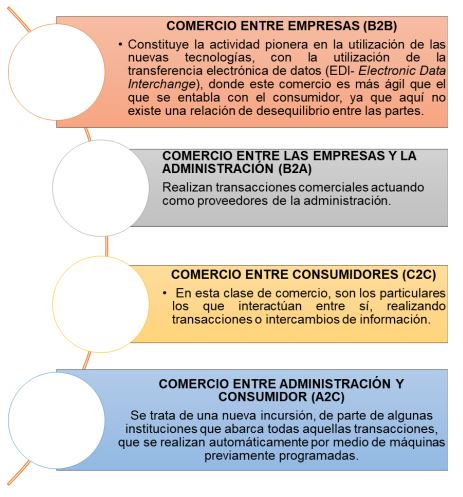 COMERCIO ENTRE EMPRESAS (B2B)
• Constituye la actividad pionera en la utilización de las
nuevas tecnologías, con la utilización de la
transferencia electrónica de datos (EDI- Electronic Data
Interchange), donde este comercio es más ágil que el
que se entabla con el consumidor, ya que aquí no
existe una relación de desequilibrio entre las partes.
COMERCIO ENTRE LAS EMPRESAS Y LA
ADMINISTRACIÓN (B2A)
Realizan transacciones comerciales actuando
como proveedores de la administración.
COMERCIO ENTRE CONSUMIDORES (C2C)
• En esta clase de comercio, son los particulares
los que interactúan entre sí, realizando
transacciones o intercambios de información.
COMERCIO ENTRE ADMINISTRACIÓN Y
CONSUMIDOR (A2C)
Se trata de una nueva incursión, de parte de algunas
instituciones que abarca todas aquellas transacciones,
que se realizan automáticamente por medio de máquinas
previamente programadas.